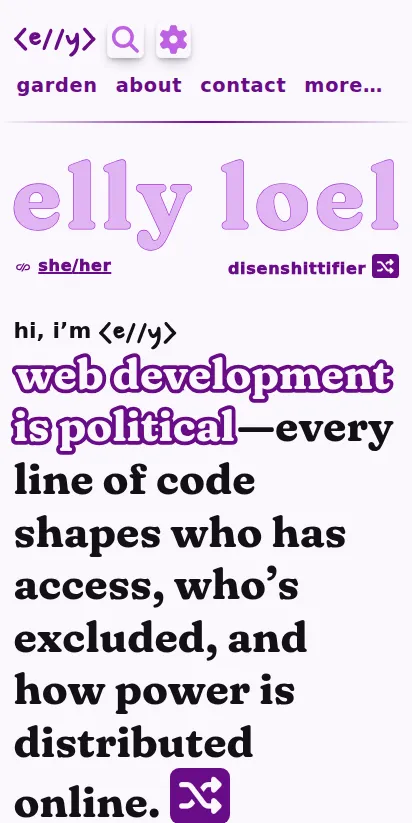 <e//y>
garden about contact more…
elly loel
she/her disenshittifier
hi, i’m <e//y>
web development
is political—every
line of code
shapes who has
access, who’s
excluded, and
how power is
distributed
online.